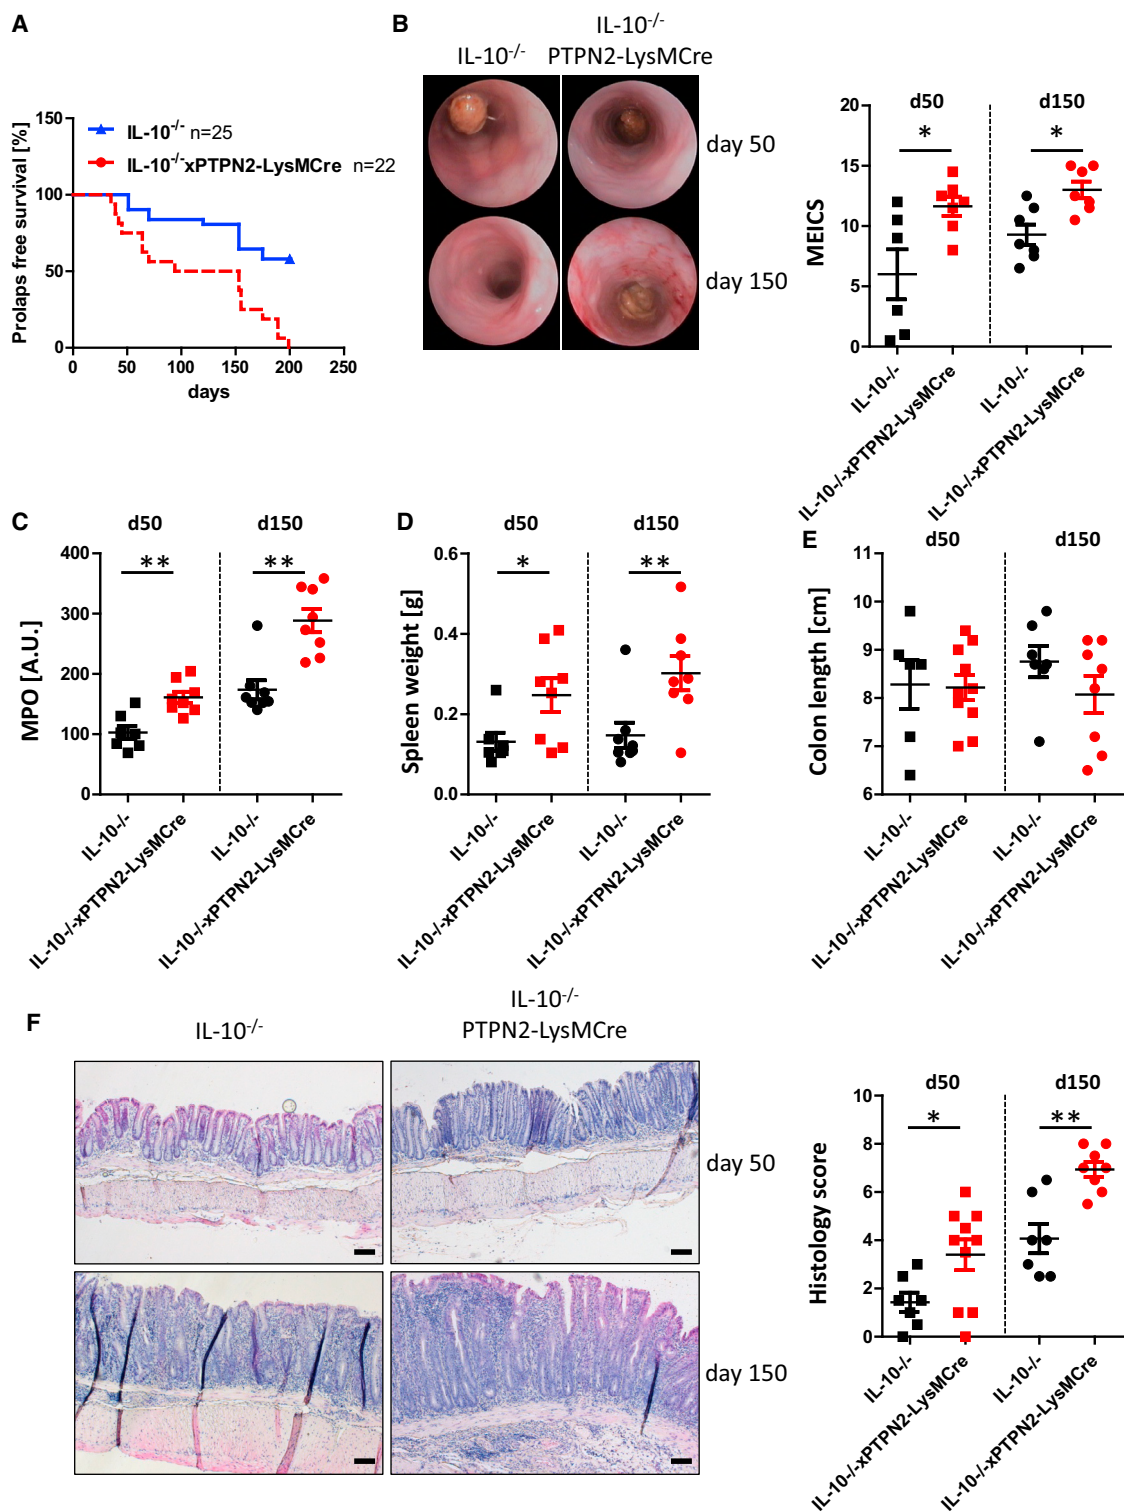 A
Prolaps free survival [%]
150
100
50
0
IL-10-/- n=25
IL-10-/-xPTPN2-LysMCre n=22
0 50 100 150 200 250
days
B
IL-10-/-
IL-10-/-
PTPN2-LysMCre
day 50
day 150
MEICS
20
15
10
5
0
d50 d150
* *
IL-10-/-
IL-10-/-xPTPN2-LysMCre
IL-10-/-
IL-10-/-xPTPN2-LysMCre
C
MPO [A.U.]
400
300
200
100
0
d50 d150
** **
IL-10-/-
IL-10-/-xPTPN2-LysMCre
IL-10-/-
IL-10-/-xPTPN2-LysMCre
D
Spleen weight [g]
0.6
0.4
0.2
0.0
d50 d150
* **
IL-10-/-
IL-10-/-xPTPN2-LysMCre
IL-10-/-
IL-10-/-xPTPN2-LysMCre
E
Colon length [cm]
11
10
9
8
7
6
d50 d150
IL-10-/-
IL-10-/-xPTPN2-LysMCre
IL-10-/-
IL-10-/-xPTPN2-LysMCre
F
IL-10-/-
IL-10-/-
PTPN2-LysMCre
day 50
day 150
Histology score
10
8
6
4
2
0
d50 d150
* **
IL-10-/-
IL-10-/-xPTPN2-LysMCre
IL-10-/-
IL-10-/-xPTPN2-LysMCre